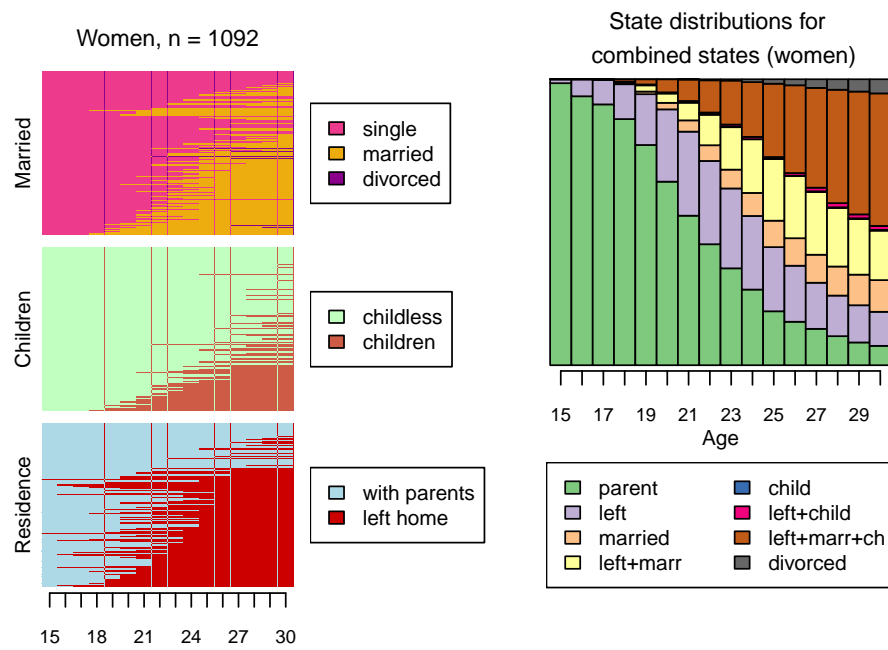 Women, n = 1092
Married
single
married
divorced
Children
childless
children
Residence
with parents
left home
15 18 21 24 27 30
State distributions for
combined states (women)
15 17 19 21 23 25 27 29
Age
parent
left
married
left+marr
child
left+child
left+marr+ch
divorced